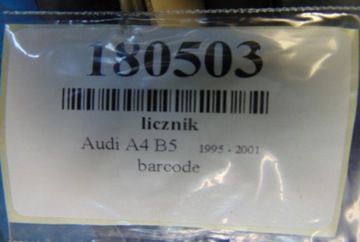 180503
licznik
Audi A4 B5 1995 - 2001
barcode